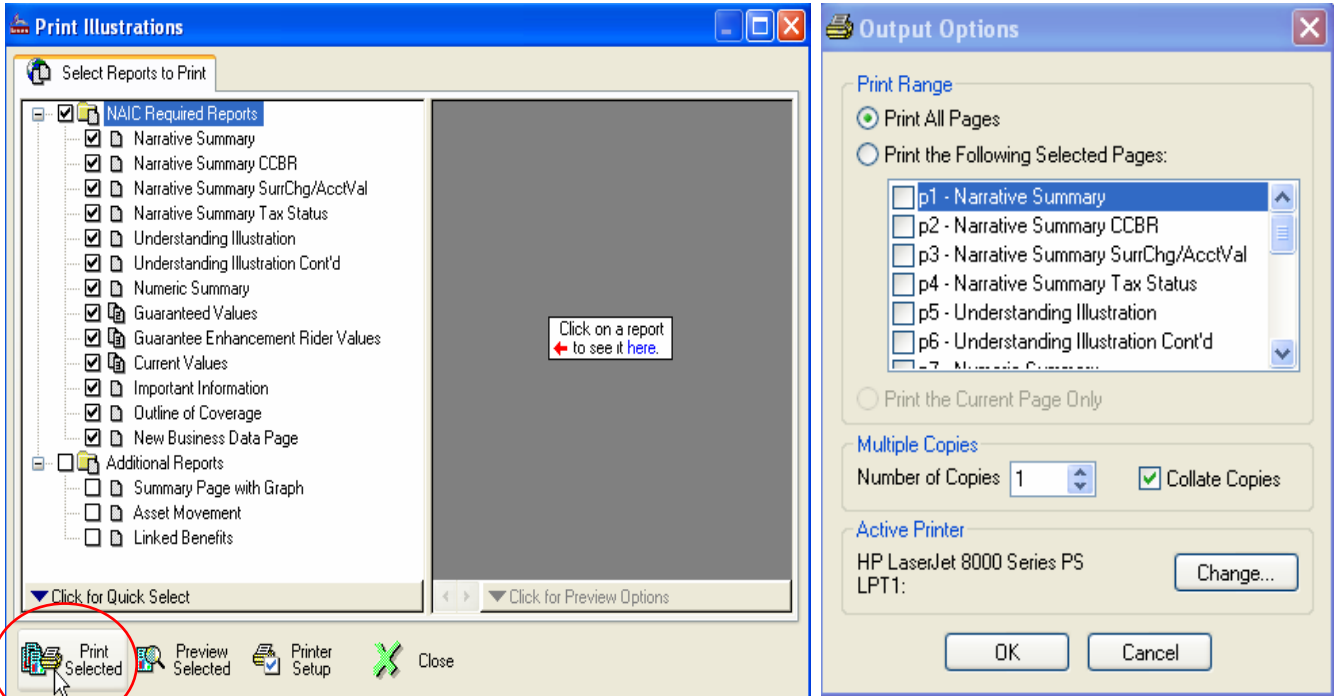 Print Illustrations
Select Reports to Print
NAIC Required Reports
Narrative Summary
Narrative Summary CCBR
Narrative Summary SurrChg/AcctVal
Narrative Summary Tax Status
Understanding Illustration
Understanding Illustration Cont'd
Numeric Summary
Guaranteed Values
Guarantee Enhancement Rider Values
Current Values
Important Information
Outline of Coverage
New Business Data Page
Additional Reports
Summary Page with Graph
Asset Movement
Linked Benefits
Click on a report
to see it here.
Click for Quick Select
Click for Preview Options
Print
Selected
Preview
Selected
Printer
Setup
Close
Output Options
Print Range
Print All Pages
Print the Following Selected Pages:
p1 - Narrative Summary
p2 - Narrative Summary CCBR
p3 - Narrative Summary SurrChg/AcctVal
p4 - Narrative Summary Tax Status
p5 - Understanding Illustration
p6 - Understanding Illustration Cont'd
p7 - Numeric Summary
Print the Current Page Only
Multiple Copies
Number of Copies 1
Collate Copies
Active Printer
HP LaserJet 8000 Series PS
LPT1:
Change...
OK
Cancel